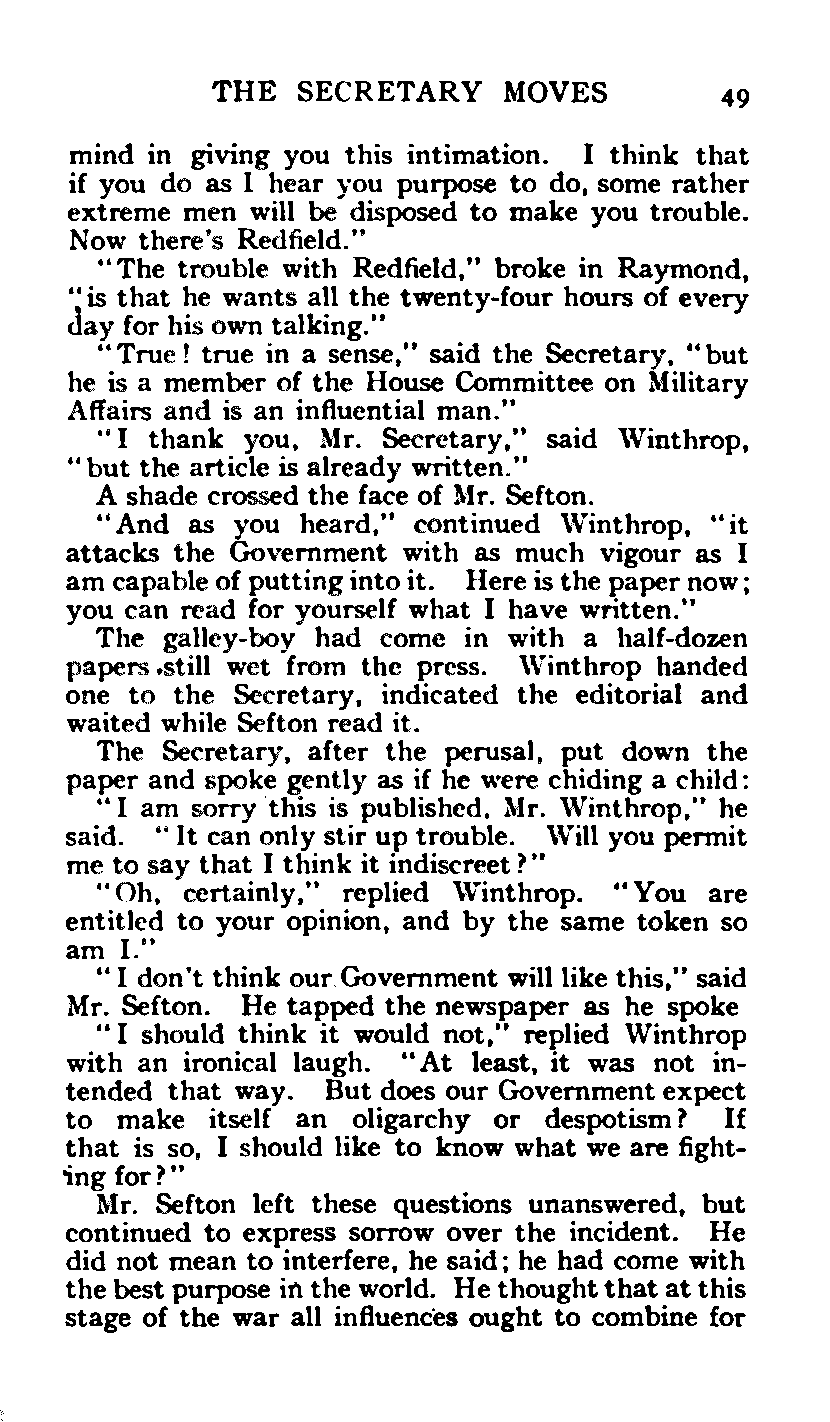 THE SECRETARY MOVES 49
mind in giving you this intimation. I think that
if you do as I hear you purpose to do, some rather
extreme men will be disposed to make you trouble.
Now there's Redfield."
"The trouble with Redfield," broke in Raymond,
"is that he wants all the twenty-four hours of every
day for his own talking."
"True! true in a sense," said the Secretary, "but
he is a member of the House Committee on Military
Affairs and is an influential man."
"I thank you, Mr. Secretary," said Winthrop,
"but the article is already written."
A shade crossed the face of Mr. Sefton.
"And as you heard," continued Winthrop, "it
attacks the Government with as much vigour as I
am capable of putting into it. Here is the paper now;
you can read for yourself what I have written."
The galley-boy had come in with a half-dozen
papers still wet from the press. Winthrop handed
one to the Secretary, indicated the editorial and
waited while Sefton read it.
The Secretary, after the perusal, put down the
paper and spoke gently as if he were chiding a child:
"I am sorry this is published, Mr. Winthrop," he
said. "It can only stir up trouble. Will you permit
me to say that I think it indiscreet?"
"Oh, certainly," replied Winthrop. "You are
entitled to your opinion, and by the same token so
am I."
"I don't think our Government will like this," said
Mr. Sefton. He tapped the newspaper as he spoke
"I should think it would not," replied Winthrop
with an ironical laugh. "At least, it was not in-
tended that way. But does our Government expect
to make itself an oligarchy or despotism? If
that is so, I should like to know what we are fight-
ing for?"
Mr. Sefton left these questions unanswered, but
continued to express sorrow over the incident. He
did not mean to interfere, he said; he had come with
the best purpose in the world. He thought that at this
stage of the war all influences ought to combine for